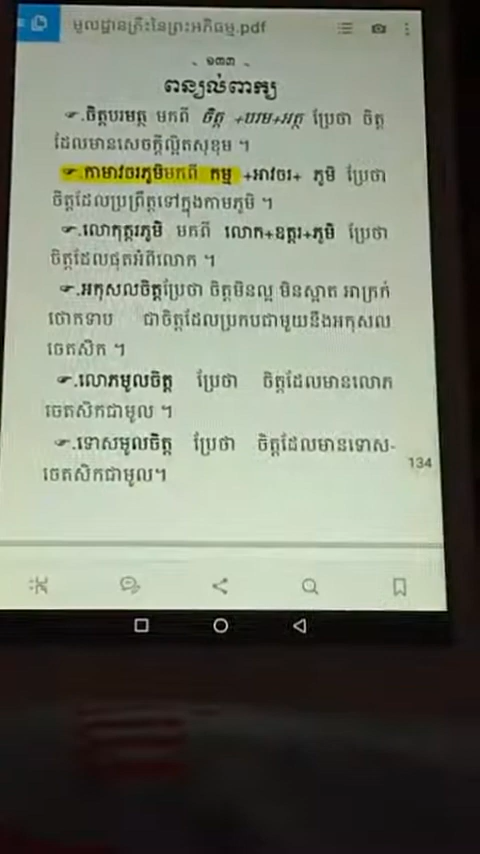 មូលដ្ឋានគ្រឹះនៃព្រះអភិធម្ម.pdf
~ ១៣៣ ~
ពន្យល់ពាក្យ
☛.ចិត្តបរមត្ថ មកពី ចិត្ត +បរម+អត្ថ ប្រែថា ចិត្ត
ដែលមានសេចក្តីល្អិតសុខុម ។
☛.កាមាវចរភូមិមកពី កម្ម +អាវចរ+ ភូមិ ប្រែថា
ចិត្តដែលប្រព្រឹត្តទៅក្នុងកាមភូមិ ។
☛.លោកុត្តរភូមិ មកពី លោក+ឧត្តរ+ភូមិ ប្រែថា
ចិត្តដែលផុតអំពីលោក ។
☛.អកុសលចិត្តប្រែថា ចិត្តមិនល្អ មិនស្អាត អាក្រក់
ថោកទាប ជាចិត្តដែលប្រកបជាមួយនឹងអកុសល
ចេតសិក ។
☛.លោភមូលចិត្ត ប្រែថា ចិត្តដែលមានលោភ
ចេតសិកជាមូល ។
☛.ទោសមូលចិត្ត ប្រែថា ចិត្តដែលមានទោស-
ចេតសិកជាមូល។
134